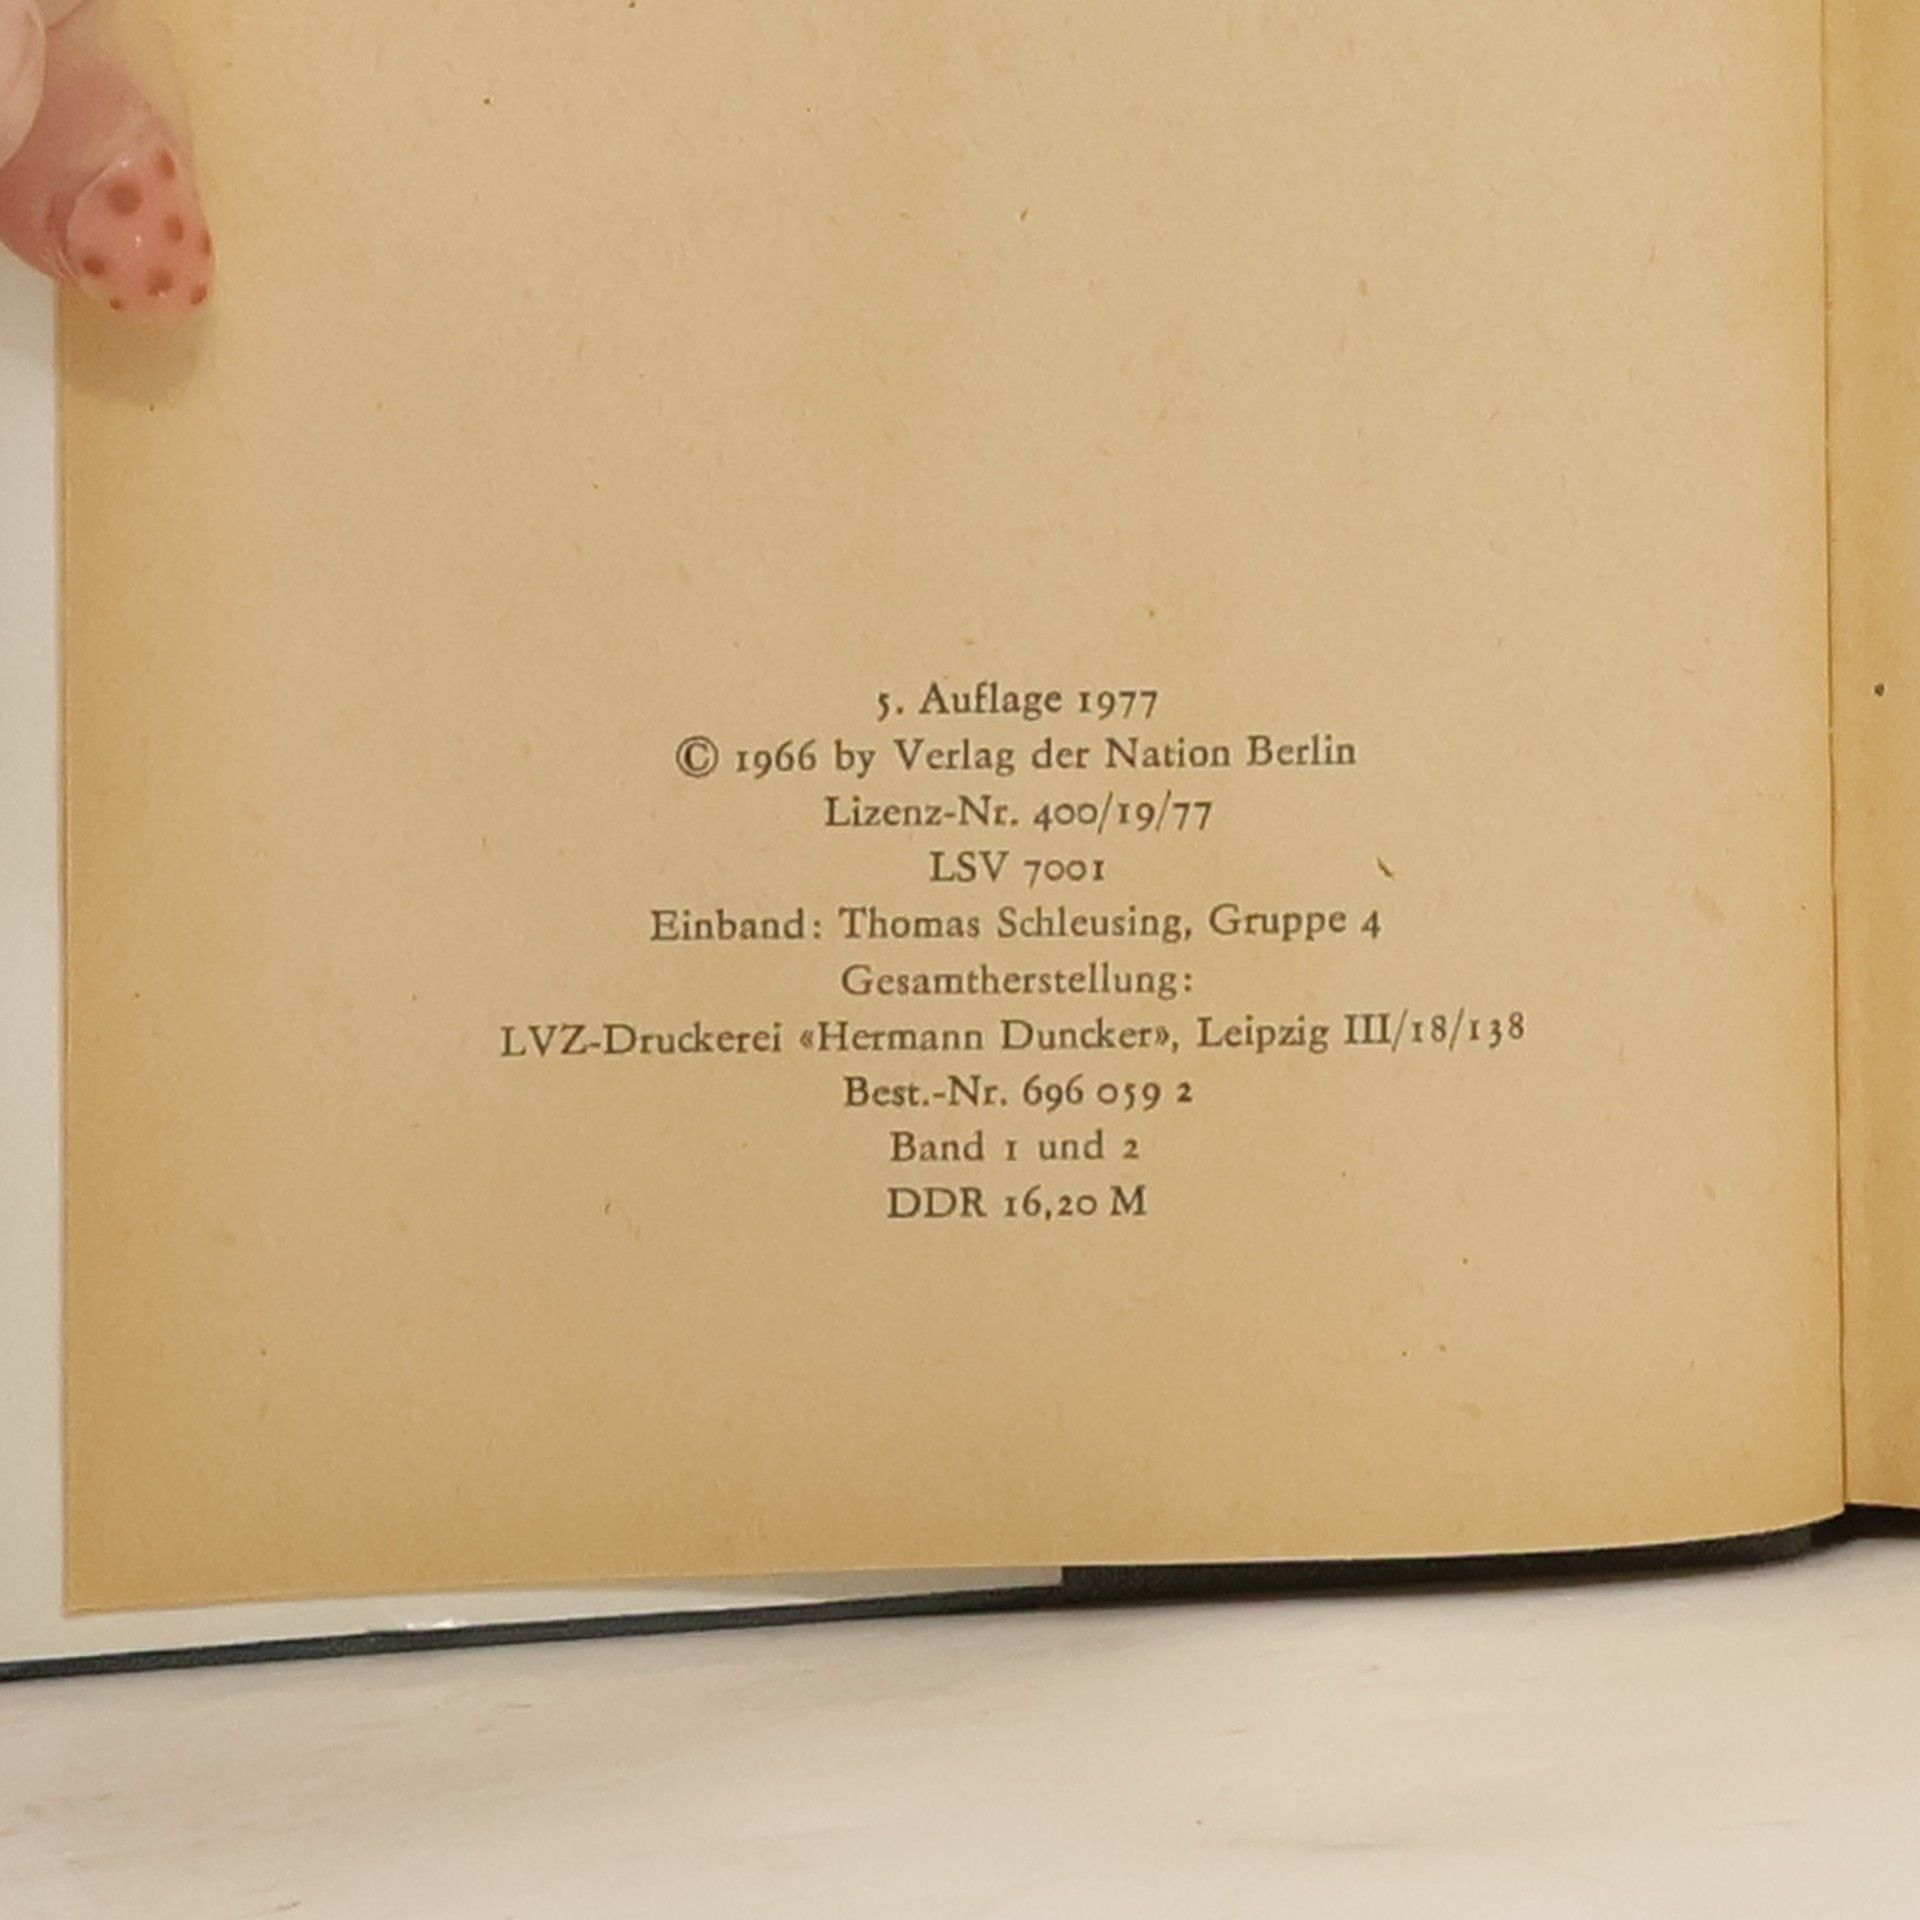 5. Auflage 1977
© 1966 by Verlag der Nation Berlin
Lizenz-Nr. 400/19/77
LSV 7001
Einband: Thomas Schleusing, Gruppe 4
Gesamtherstellung:
LVZ-Druckerei «Hermann Duncker», Leipzig III/18/138
Best.-Nr. 696 059 2
Band 1 und 2
DDR 16,20 M